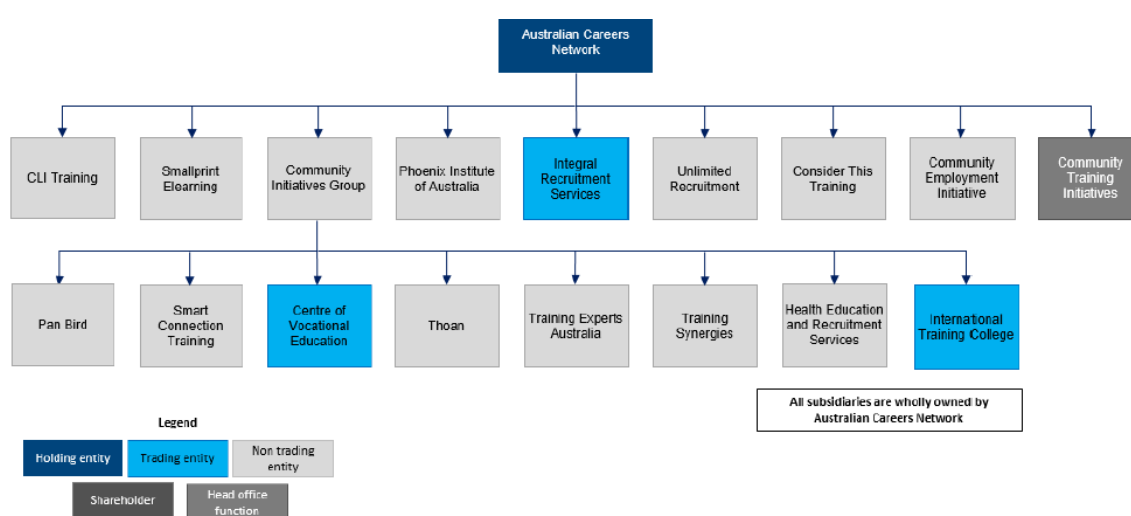 Australian Careers
Network
CLI Training
Smallprint
Elearning
Community
Initiatives Group
Phoenix Institute
of Australia
Integral
Recruitment
Services
Unlimited
Recruitment
Consider This
Training
Community
Employment
Initiative
Community
Training
Initiatives
Pan Bird
Smart
Connection
Training
Centre of
Vocational
Education
Thoan
Training Experts
Australia
Training
Synergies
Health Education
and Recruitment
Services
International
Training College
All subsidiaries are wholly owned by
Australian Careers Network
Legend
Holding entity
Trading entity
Non trading
entity
Shareholder
Head office
function